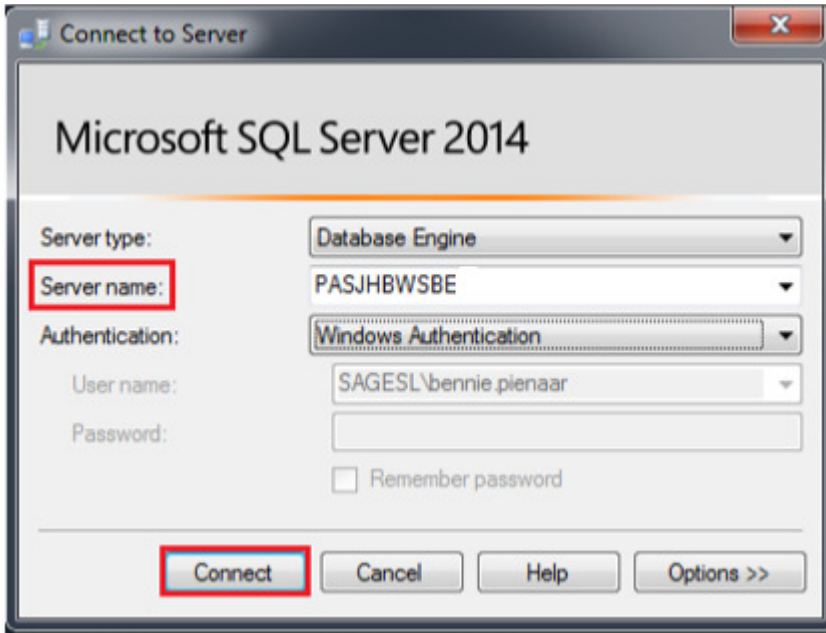 Connect to Server
Microsoft SQL Server 2014
Server type: Database Engine
Server name: PASJHBWSBE
Authentication: Windows Authentication
User name: SAGESL\bennie.pienaar
Password:
Remember password
Connect Cancel Help Options >>